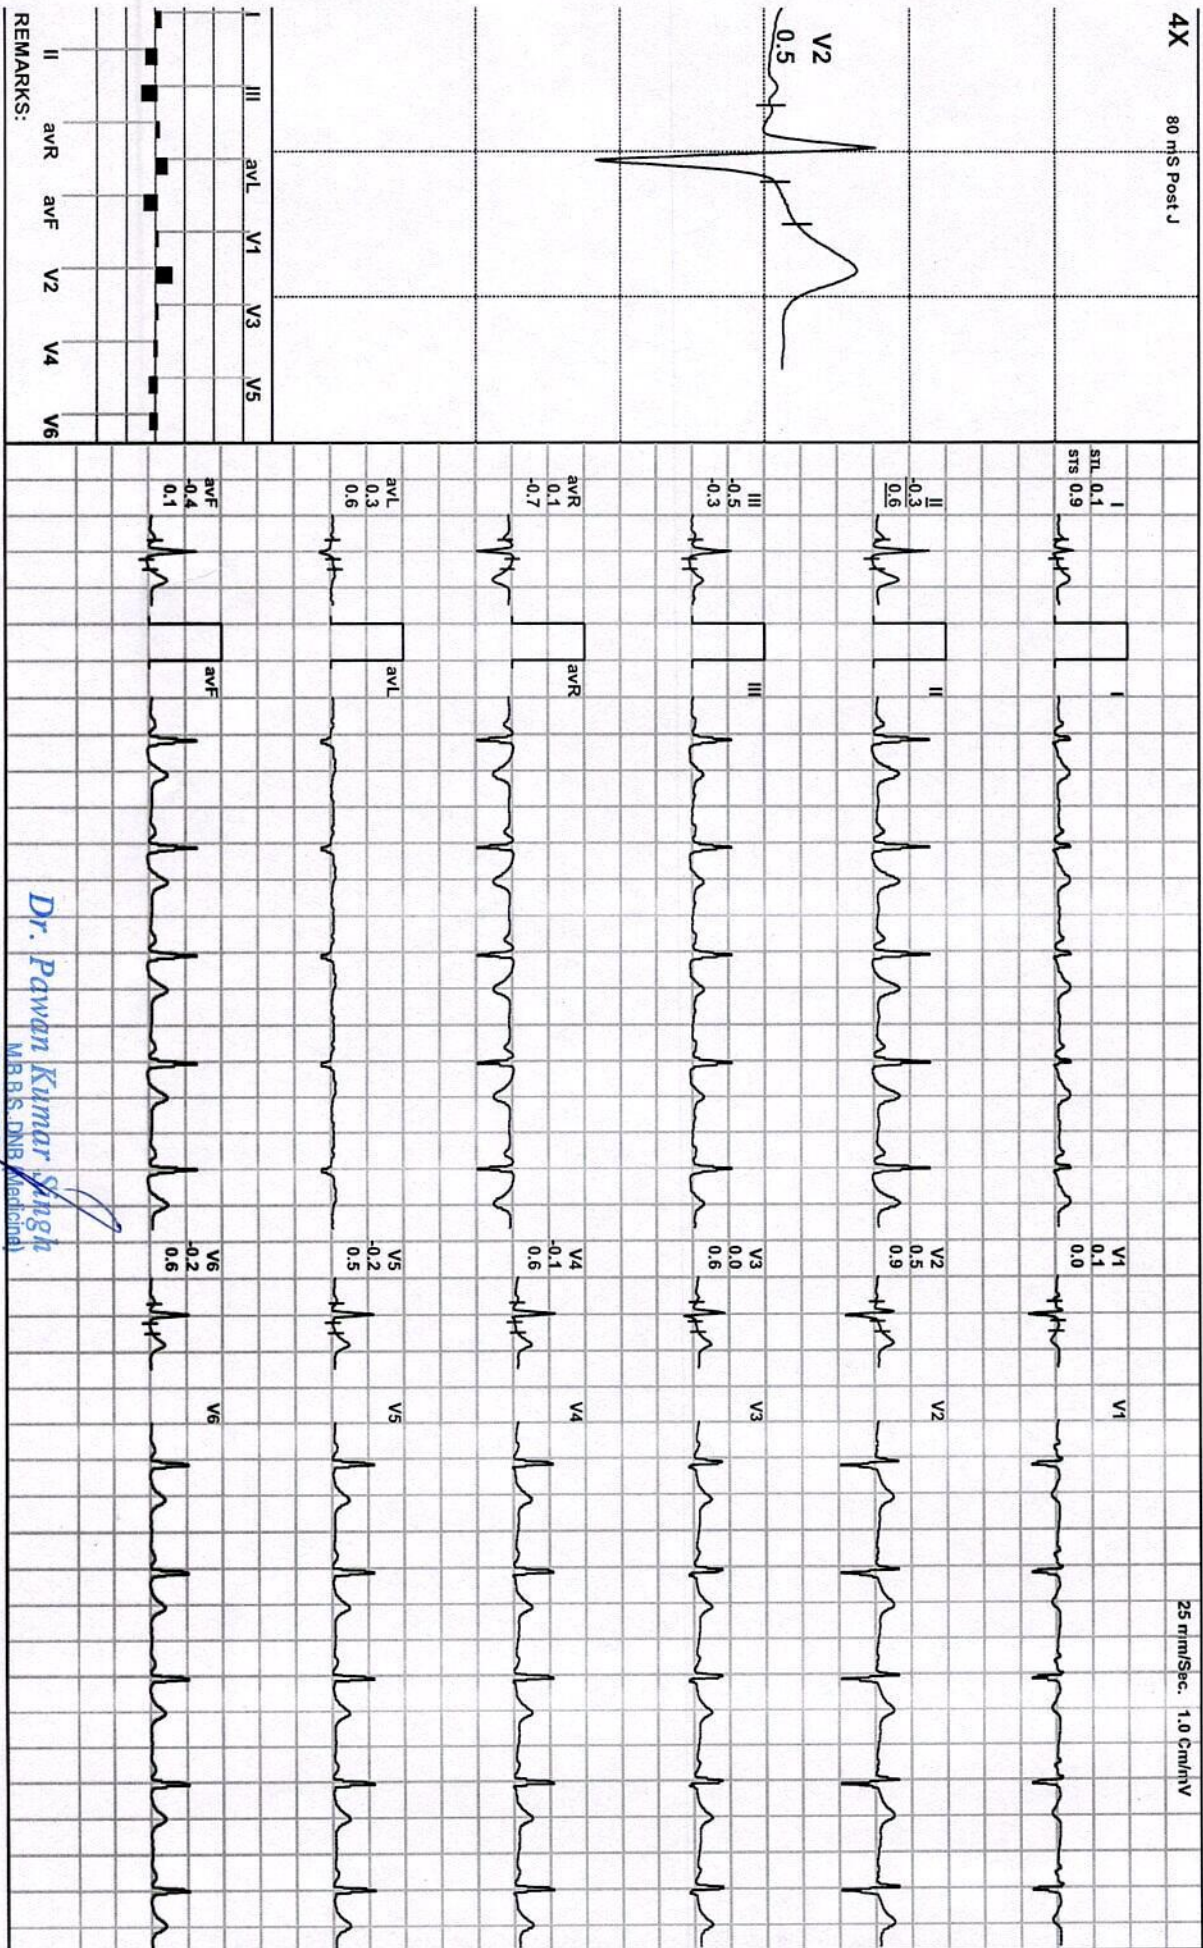 4X
80 mS Post J
25 mm/Sec. 1.0 Cm/mV
V2
0.5
I
STL 0.1
STS 0.9
I
V1
0.1
0.0
V1
II
-0.3
0.6
II
V2
0.5
0.9
V2
III
-0.5
-0.3
III
V3
0.0
0.6
V3
avR
0.1
-0.7
avR
V4
-0.1
0.6
V4
avL
0.3
0.6
avL
V5
-0.2
0.5
V5
avF
-0.4
0.1
avF
V6
-0.2
0.6
V6
I III avL V1 V3 V5
II avR avF V2 V4 V6
REMARKS:
Dr. Pawan Kumar Singh
M.B.B.S. DNB (Medicine)